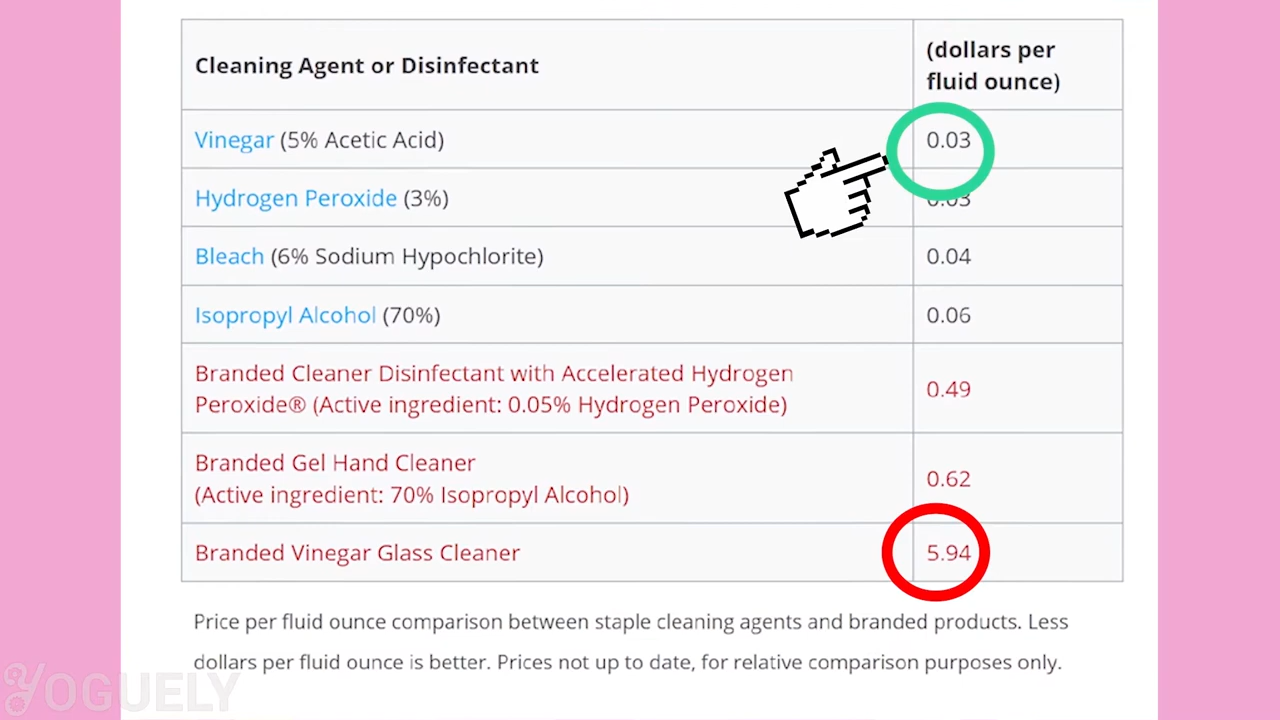 Cleaning Agent or Disinfectant
(dollars per
fluid ounce)
Vinegar (5% Acetic Acid)
0.03
Hydrogen Peroxide (3%)
0.03
Bleach (6% Sodium Hypochlorite)
0.04
Isopropyl Alcohol (70%)
0.06
Branded Cleaner Disinfectant with Accelerated Hydrogen
Peroxide® (Active ingredient: 0.05% Hydrogen Peroxide)
0.49
Branded Gel Hand Cleaner
(Active ingredient: 70% Isopropyl Alcohol)
0.62
Branded Vinegar Glass Cleaner
5.94
Price per fluid ounce comparison between staple cleaning agents and branded products. Less
dollars per fluid ounce is better. Prices not up to date, for relative comparison purposes only.
YOGUELY